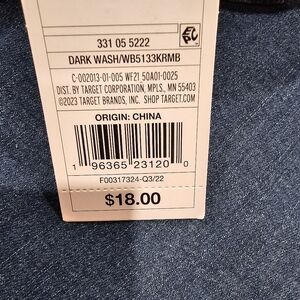 331 05 5222
DARK WASH/WB5133KRMB
C-002013-01-005 WF21 50A01-0025
DIST. BY TARGET CORPORATION, MPLS., MN 55403
©2023 TARGET BRANDS, INC. SHOP TARGET.COM
ORIGIN: CHINA
1 96365 23120 0
F00317324-Q3/22
$18.00